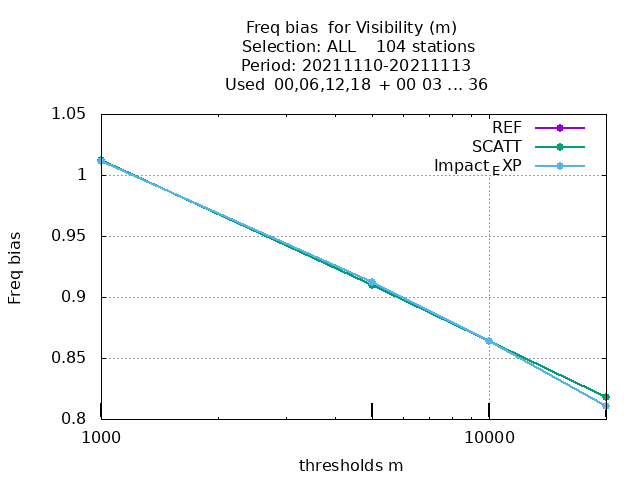 Freq bias  for Visibility (m)
Selection: ALL    104 stations
Period: 20211110-20211113
Used  00,06,12,18  + 00 03 ... 36
REF
SCATT
Impact_EXP
1.05
1
0.95
0.9
0.85
0.8
Freq bias
1000
10000
thresholds m